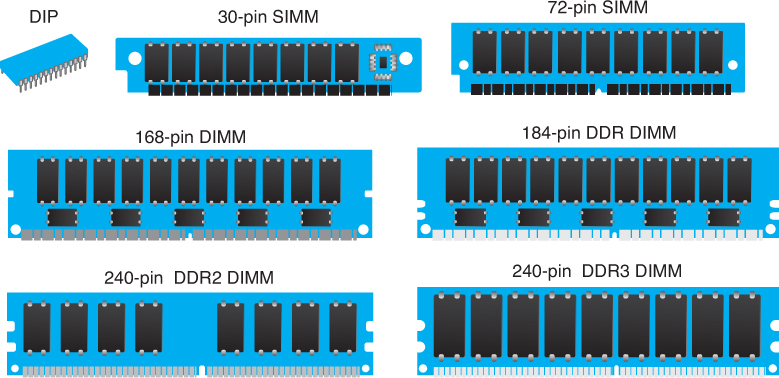 DIP
30-pin SIMM
72-pin SIMM
168-pin DIMM
184-pin DDR DIMM
240-pin DDR2 DIMM
240-pin DDR3 DIMM